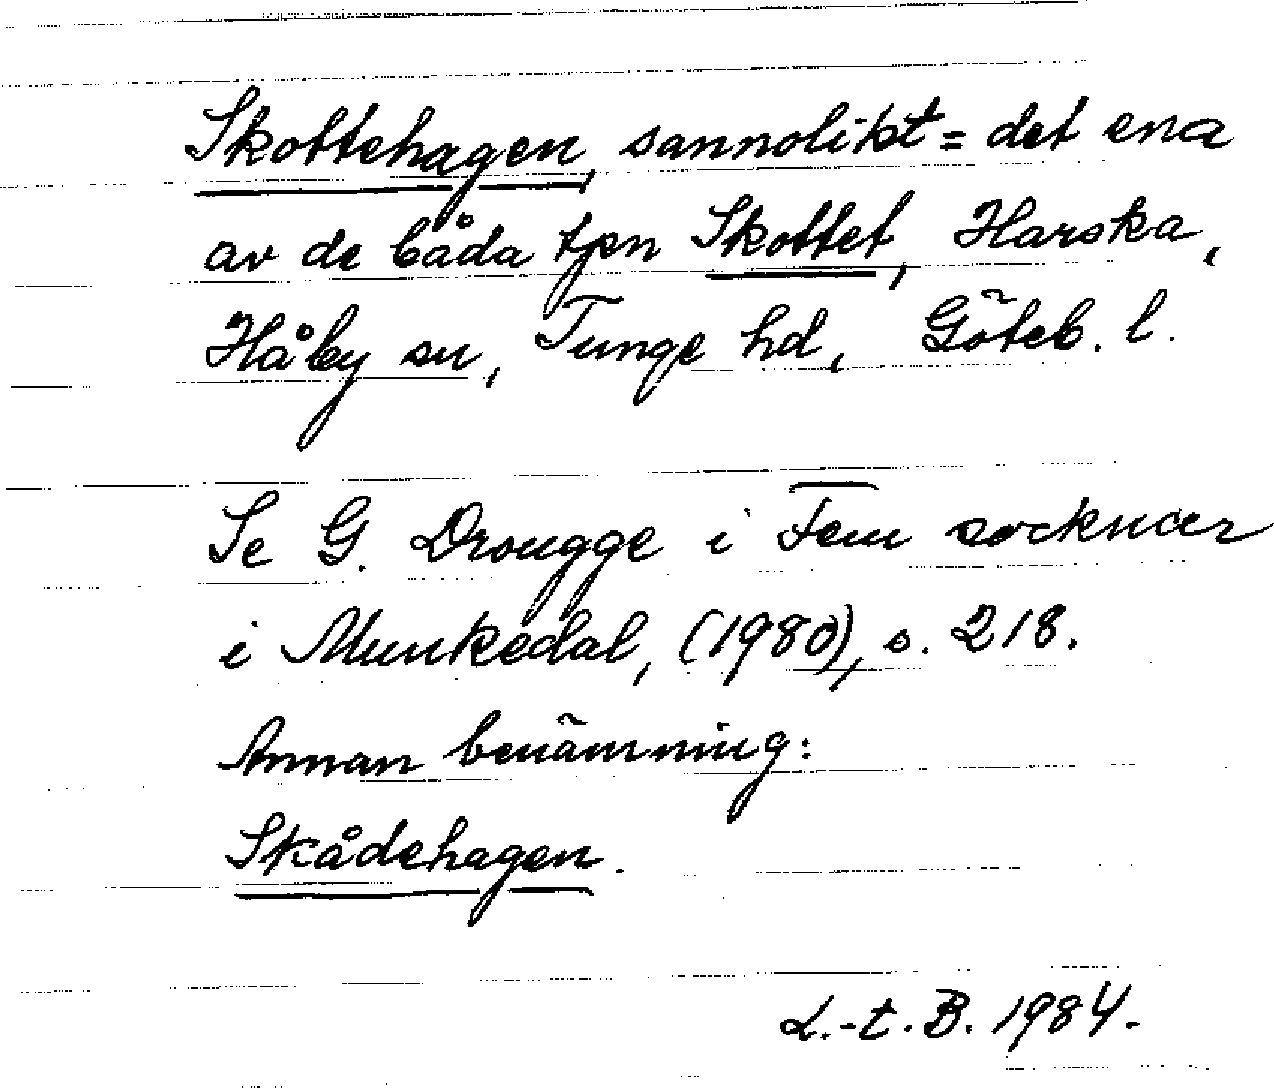 Skottehagen, sannolikt = det ena
av de båda tpn Skottet, Harska,
Håby sn, Tunge hd, Göteb. l.
Se G. Drougge i Fem socknar
i Munkedal, (1980), s. 218.
Annan benämning:
Skådehagen.
L.-t. B. 1984.